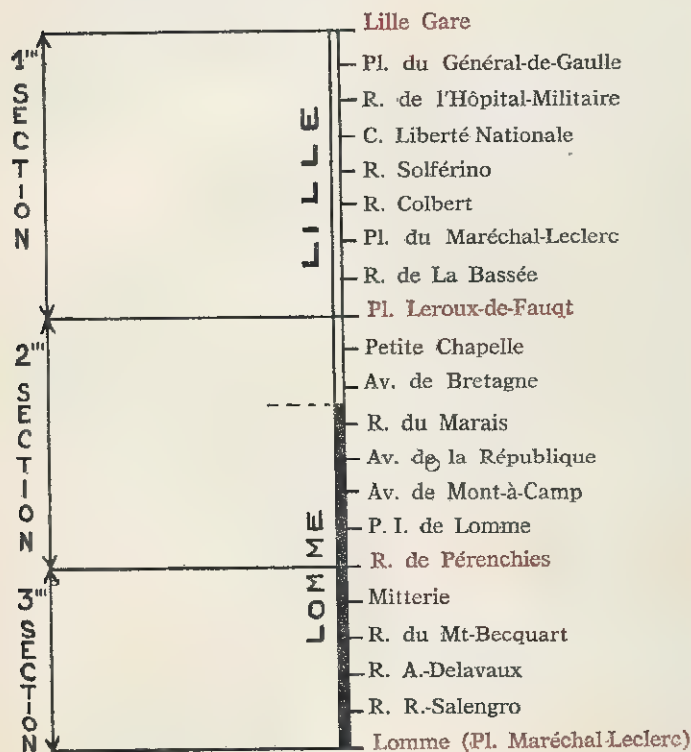 Lille Gare
Pl. du Général-de-Gaulle
R. de l'Hôpital-Militaire
C. Liberté Nationale
R. Solférino
R. Colbert
Pl. du Maréchal-Leclerc
R. de La Bassée
Pl. Leroux-de-Fauqt
Petite Chapelle
Av. de Bretagne
R. du Marais
Av. de la République
Av. de Mont-à-Camp
P. I. de Lomme
R. de Pérenchies
Mitterie
R. du Mt-Becquart
R. A.-Delavaux
R. R.-Salengro
Lomme (Pl. Maréchal-Leclerc)
1''' SECTION
2''' SECTION
3''' SECTION
LILLE
LOMME